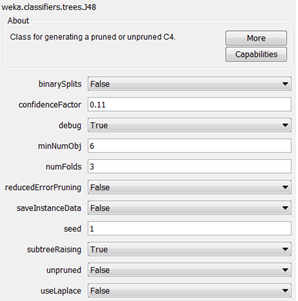 weka.classifiers.trees.J48
About
Class for generating a pruned or unpruned C4.
More
Capabilities
binarySplits False
confidenceFactor 0.11
debug True
minNumObj 6
numFolds 3
reducedErrorPruning False
saveInstanceData False
seed 1
subtreeRaising True
unpruned False
useLaplace False